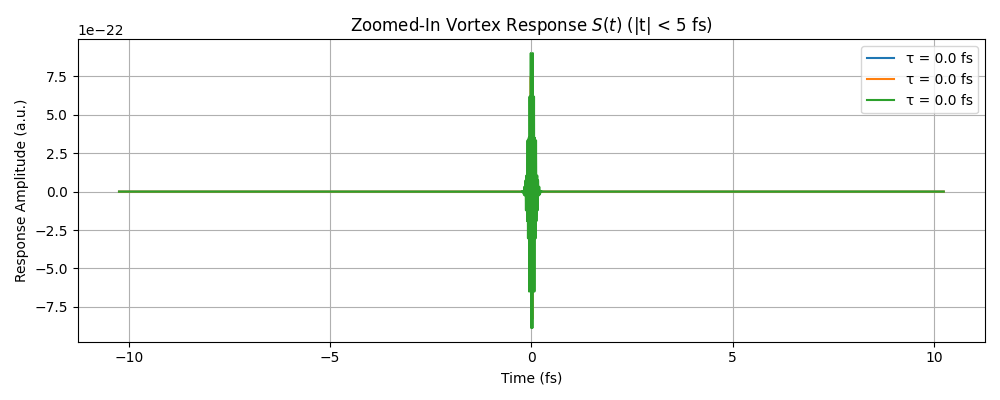 Zoomed-In Vortex Response S(t) (|t| < 5 fs)
1e−22
τ = 0.0 fs
τ = 0.0 fs
τ = 0.0 fs
Response Amplitude (a.u.)
7.5
5.0
2.5
0.0
−2.5
−5.0
−7.5
−10
−5
0
5
10
Time (fs)